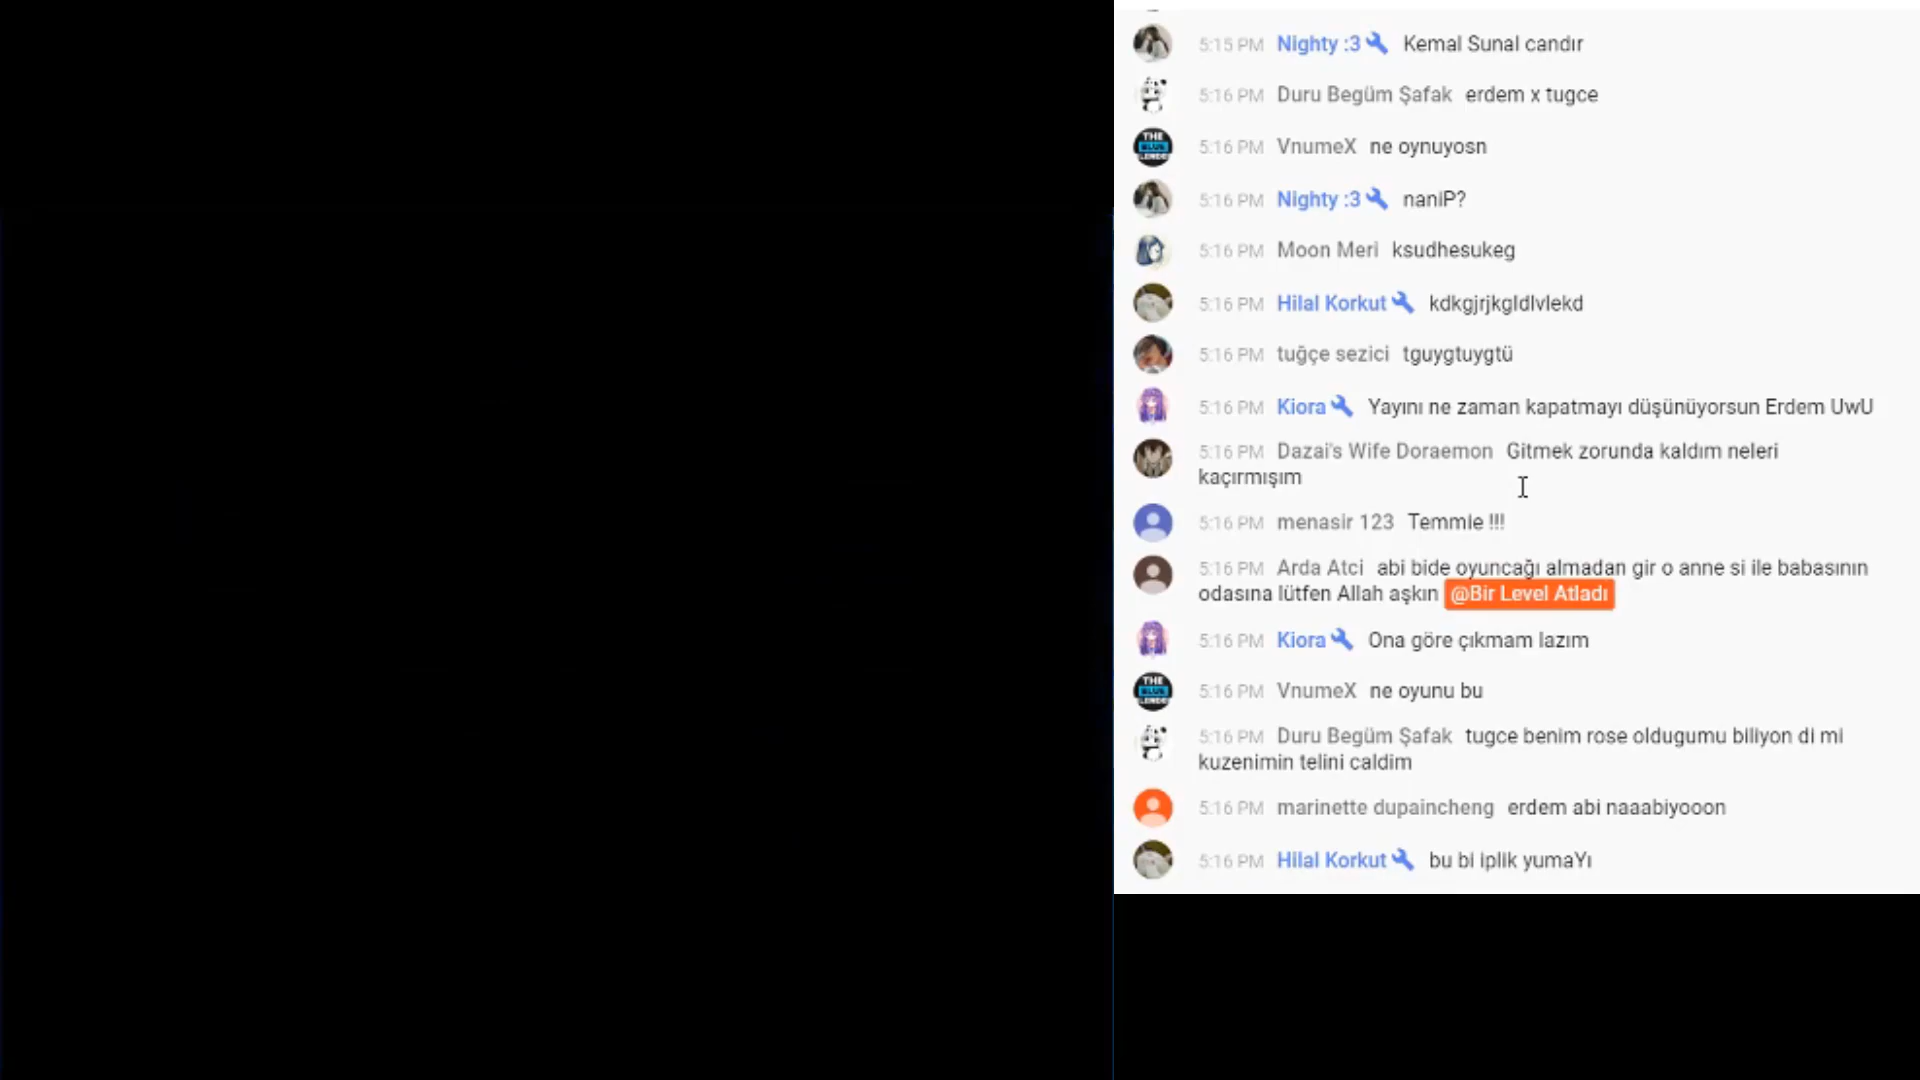 5:15 PM Nighty :3 Kemal Sunal candır
5:16 PM Duru Begüm Şafak erdem x tugce
THE BLUE
5:16 PM VnumeX ne oynuyosn
5:16 PM Nighty :3 naniP?
5:16 PM Moon Meri ksudhesukeg
5:16 PM Hilal Korkut kdkgjrjkgldlvlekd
5:16 PM tuğçe sezici tguygtuygtü
5:16 PM Kiora Yayını ne zaman kapatmayı düşünüyorsun Erdem UwU
5:16 PM Dazai's Wife Doraemon Gitmek zorunda kaldım neleri
kaçırmışım
5:16 PM menasir 123 Temmie !!!
5:16 PM Arda Atci abi bide oyuncağı almadan gir o anne si ile babasının
odasına lütfen Allah aşkın @Bir Level Atladı
5:16 PM Kiora Ona göre çıkmam lazım
THE BLUE
5:16 PM VnumeX ne oyunu bu
5:16 PM Duru Begüm Şafak tugce benim rose oldugumu biliyon di mi
kuzenimin telini caldim
5:16 PM marinette dupaincheng erdem abi naaabiyooon
5:16 PM Hilal Korkut bu bi iplik yumaYı